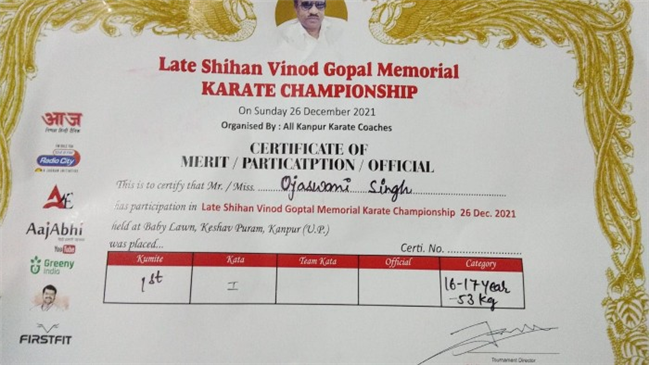 Late Shihan Vinod Gopal Memorial
KARATE CHAMPIONSHIP
On Sunday 26 December 2021
Organised By : All Kanpur Karate Coaches
CERTIFICATE OF
MERIT / PARTICATPTION / OFFICIAL
This is to certify that Mr. / Miss. Ojaswani Singh
has participation in Late Shihan Vinod Goptal Memorial Karate Championship 26 Dec. 2021
held at Baby Lawn, Keshav Puram, Kanpur (U.P.)
was placed... Certi. No.
Kumite Kata Team Kata Official Category
1st I 16-17 Year
-53 kg
Tournament Director
आज
Radio City
AajAbhi
YouTube
Greeny
India
FIRSTFIT